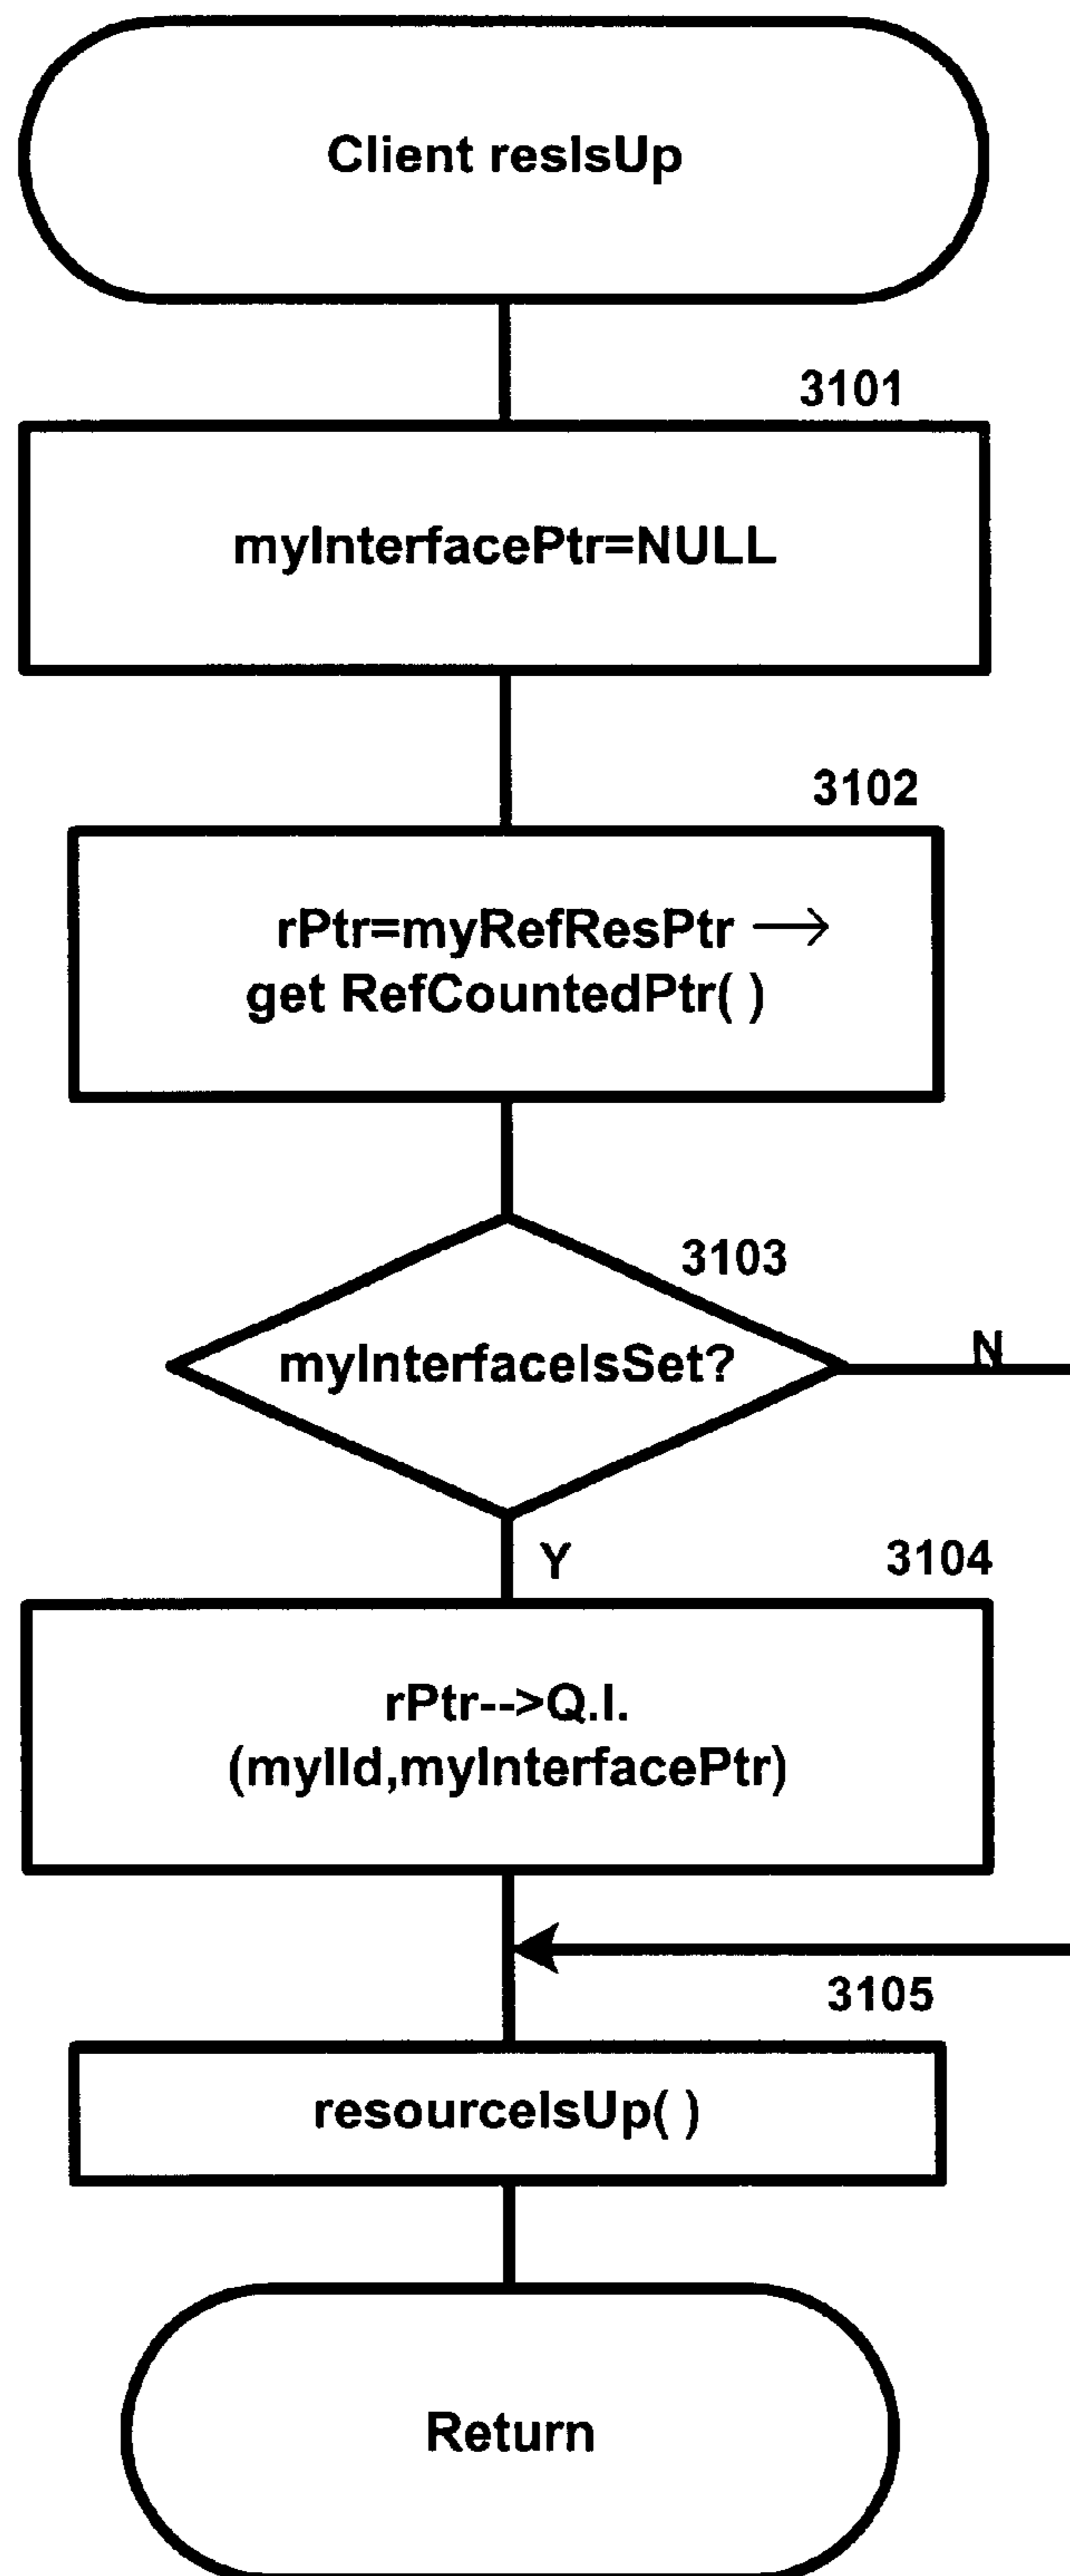 Client resIsUp
3101
myInterfacePtr=NULL
3102
rPtr=myRefResPtr →
get RefCountedPtr( )
3103
myInterfaceIsSet?
N
Y
3104
rPtr-->Q.I.
(myIId,myInterfacePtr)
3105
resourceIsUp( )
Return